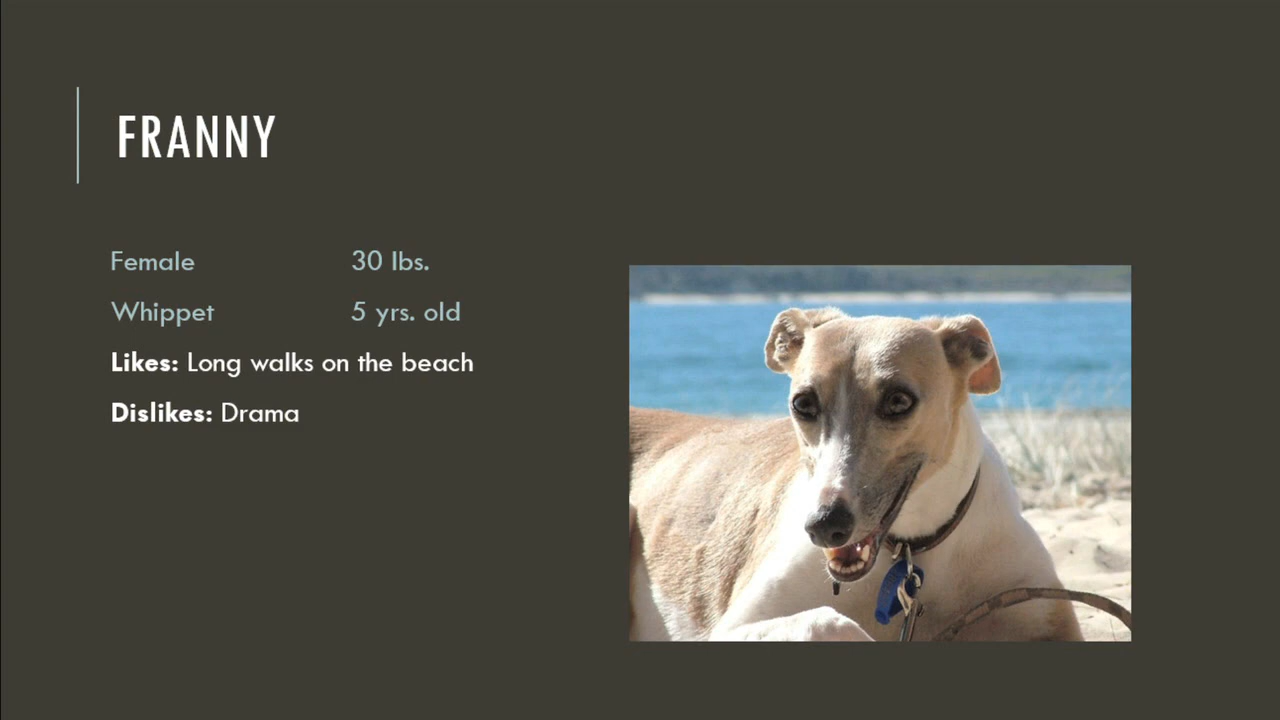 FRANNY
Female 30 lbs.
Whippet 5 yrs. old
Likes: Long walks on the beach
Dislikes: Drama